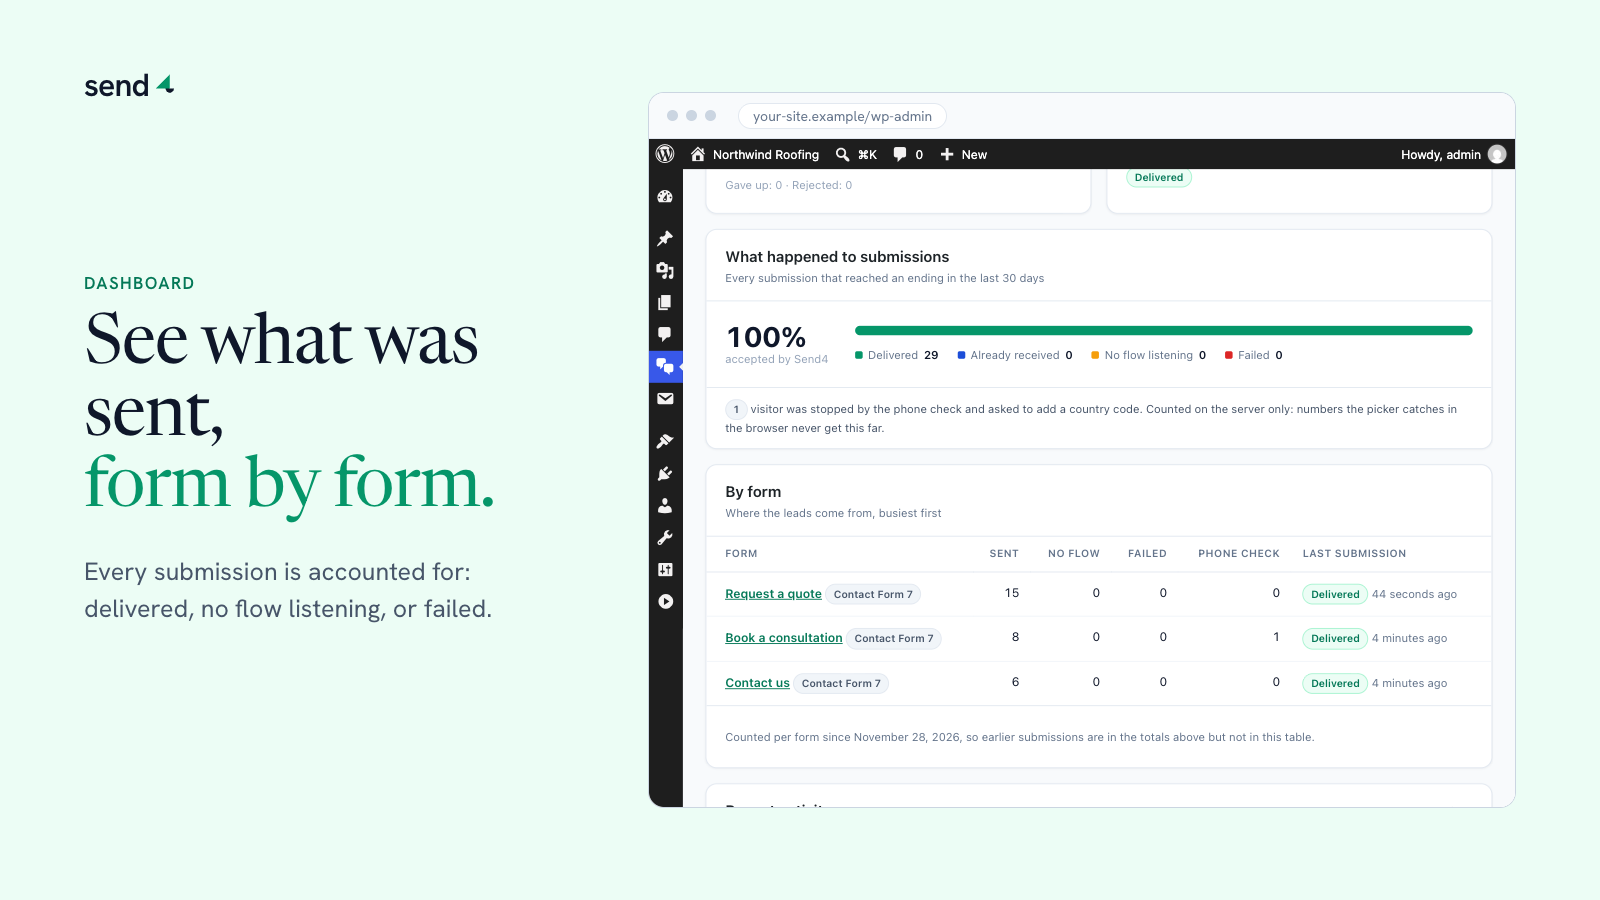 send
DASHBOARD
See what was
sent,
form by form.
Every submission is accounted for:
delivered, no flow listening, or failed.
your-site.example/wp-admin
Northwind Roofing ⌘K 0 New Howdy, admin
Gave up: 0 · Rejected: 0
Delivered
What happened to submissions
Every submission that reached an ending in the last 30 days
100%
accepted by Send4
Delivered 29 Already received 0 No flow listening 0 Failed 0
1 visitor was stopped by the phone check and asked to add a country code. Counted on the server only: numbers the picker catches in
the browser never get this far.
By form
Where the leads come from, busiest first
FORM SENT NO FLOW FAILED PHONE CHECK LAST SUBMISSION
Request a quote Contact Form 7 15 0 0 0 Delivered 44 seconds ago
Book a consultation Contact Form 7 8 0 0 1 Delivered 4 minutes ago
Contact us Contact Form 7 6 0 0 0 Delivered 4 minutes ago
Counted per form since November 28, 2026, so earlier submissions are in the totals above but not in this table.